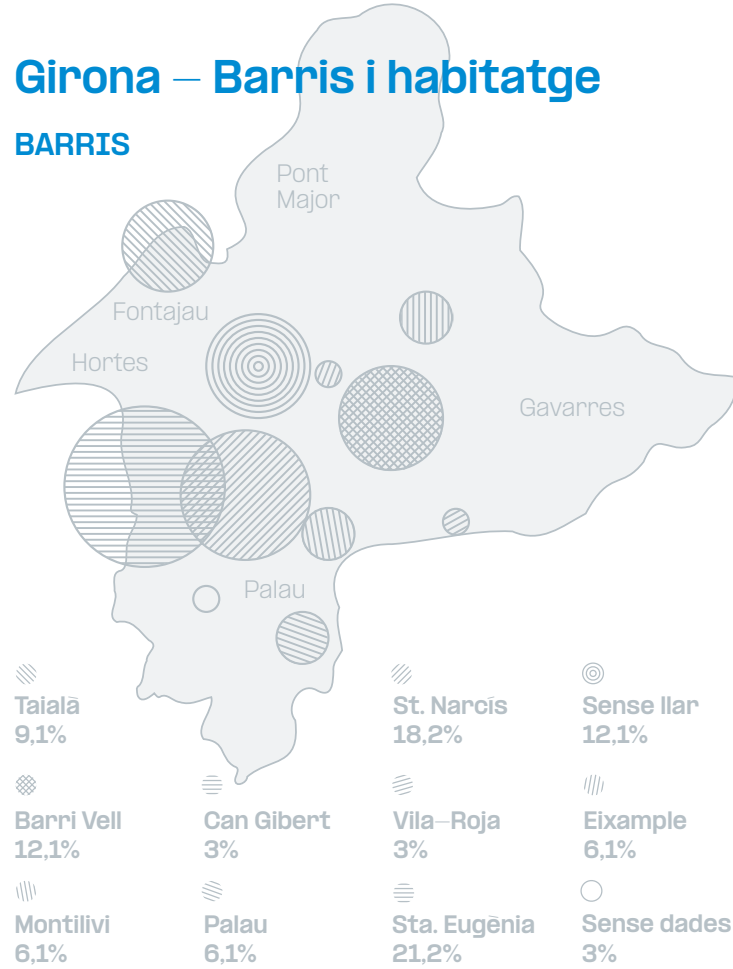 Girona – Barris i habitatge
BARRIS
Pont
Major
Fontajau
Hortes
Gavarres
Palau
Taialà
9,1%
St. Narcís
18,2%
Sense llar
12,1%
Barri Vell
12,1%
Can Gibert
3%
Vila–Roja
3%
Eixample
6,1%
Montilivi
6,1%
Palau
6,1%
Sta. Eugènia
21,2%
Sense dades
3%